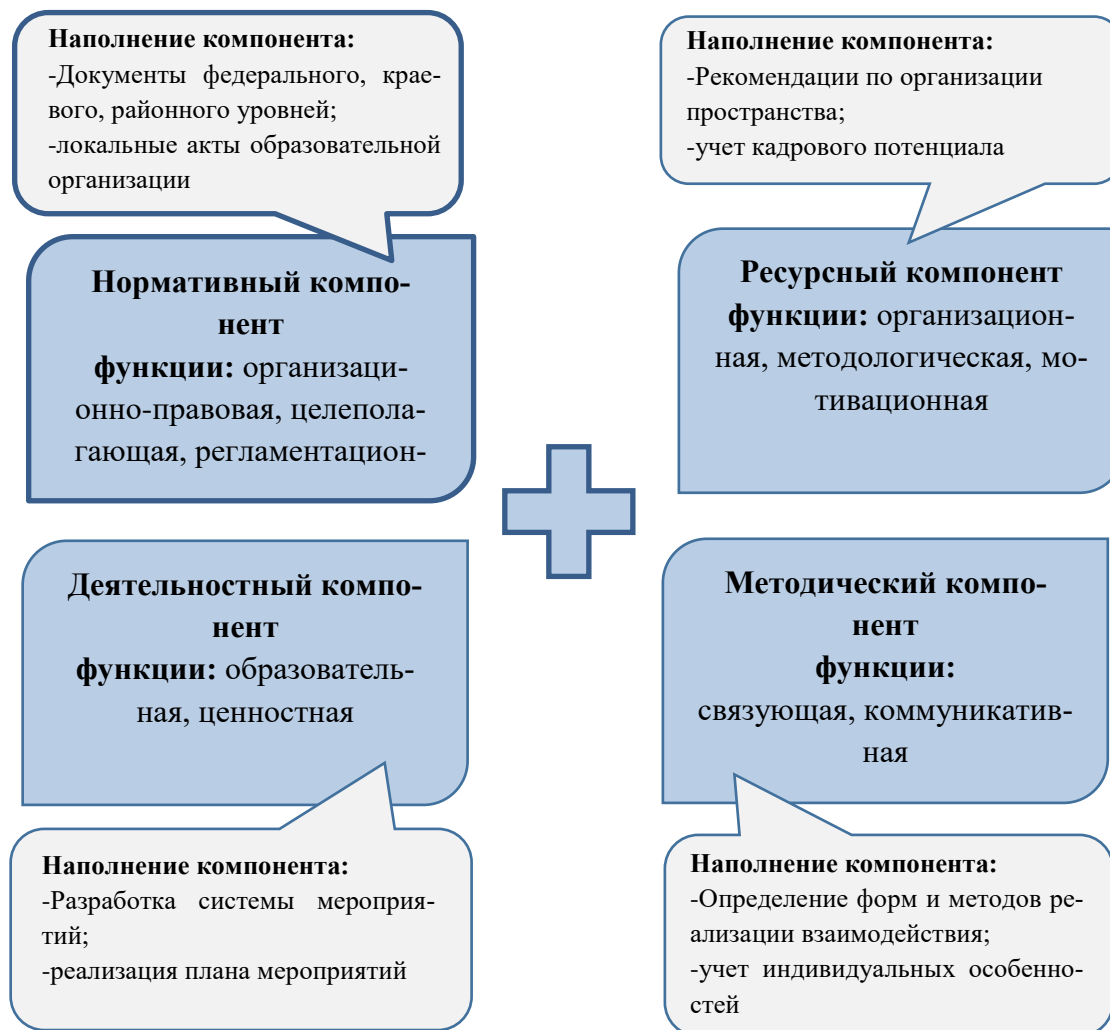 Наполнение компонента:
-Документы федерального, крае-
вого, районного уровней;
-локальные акты образовательной
организации
Наполнение компонента:
-Рекомендации по организации
пространства;
-учет кадрового потенциала
Нормативный компо-
нент
функции: организаци-
онно-правовая, целепола-
гающая, регламентацион-
Ресурсный компонент
функции: организацион-
ная, методологическая, мо-
тивационная
Деятельностный компо-
нент
функции: образователь-
ная, ценностная
Методический компо-
нент
функции:
связующая, коммуникатив-
ная
Наполнение компонента:
-Разработка системы мероприя-
тий;
-реализация плана мероприятий
Наполнение компонента:
-Определение форм и методов ре-
ализации взаимодействия;
-учет индивидуальных особенно-
стей